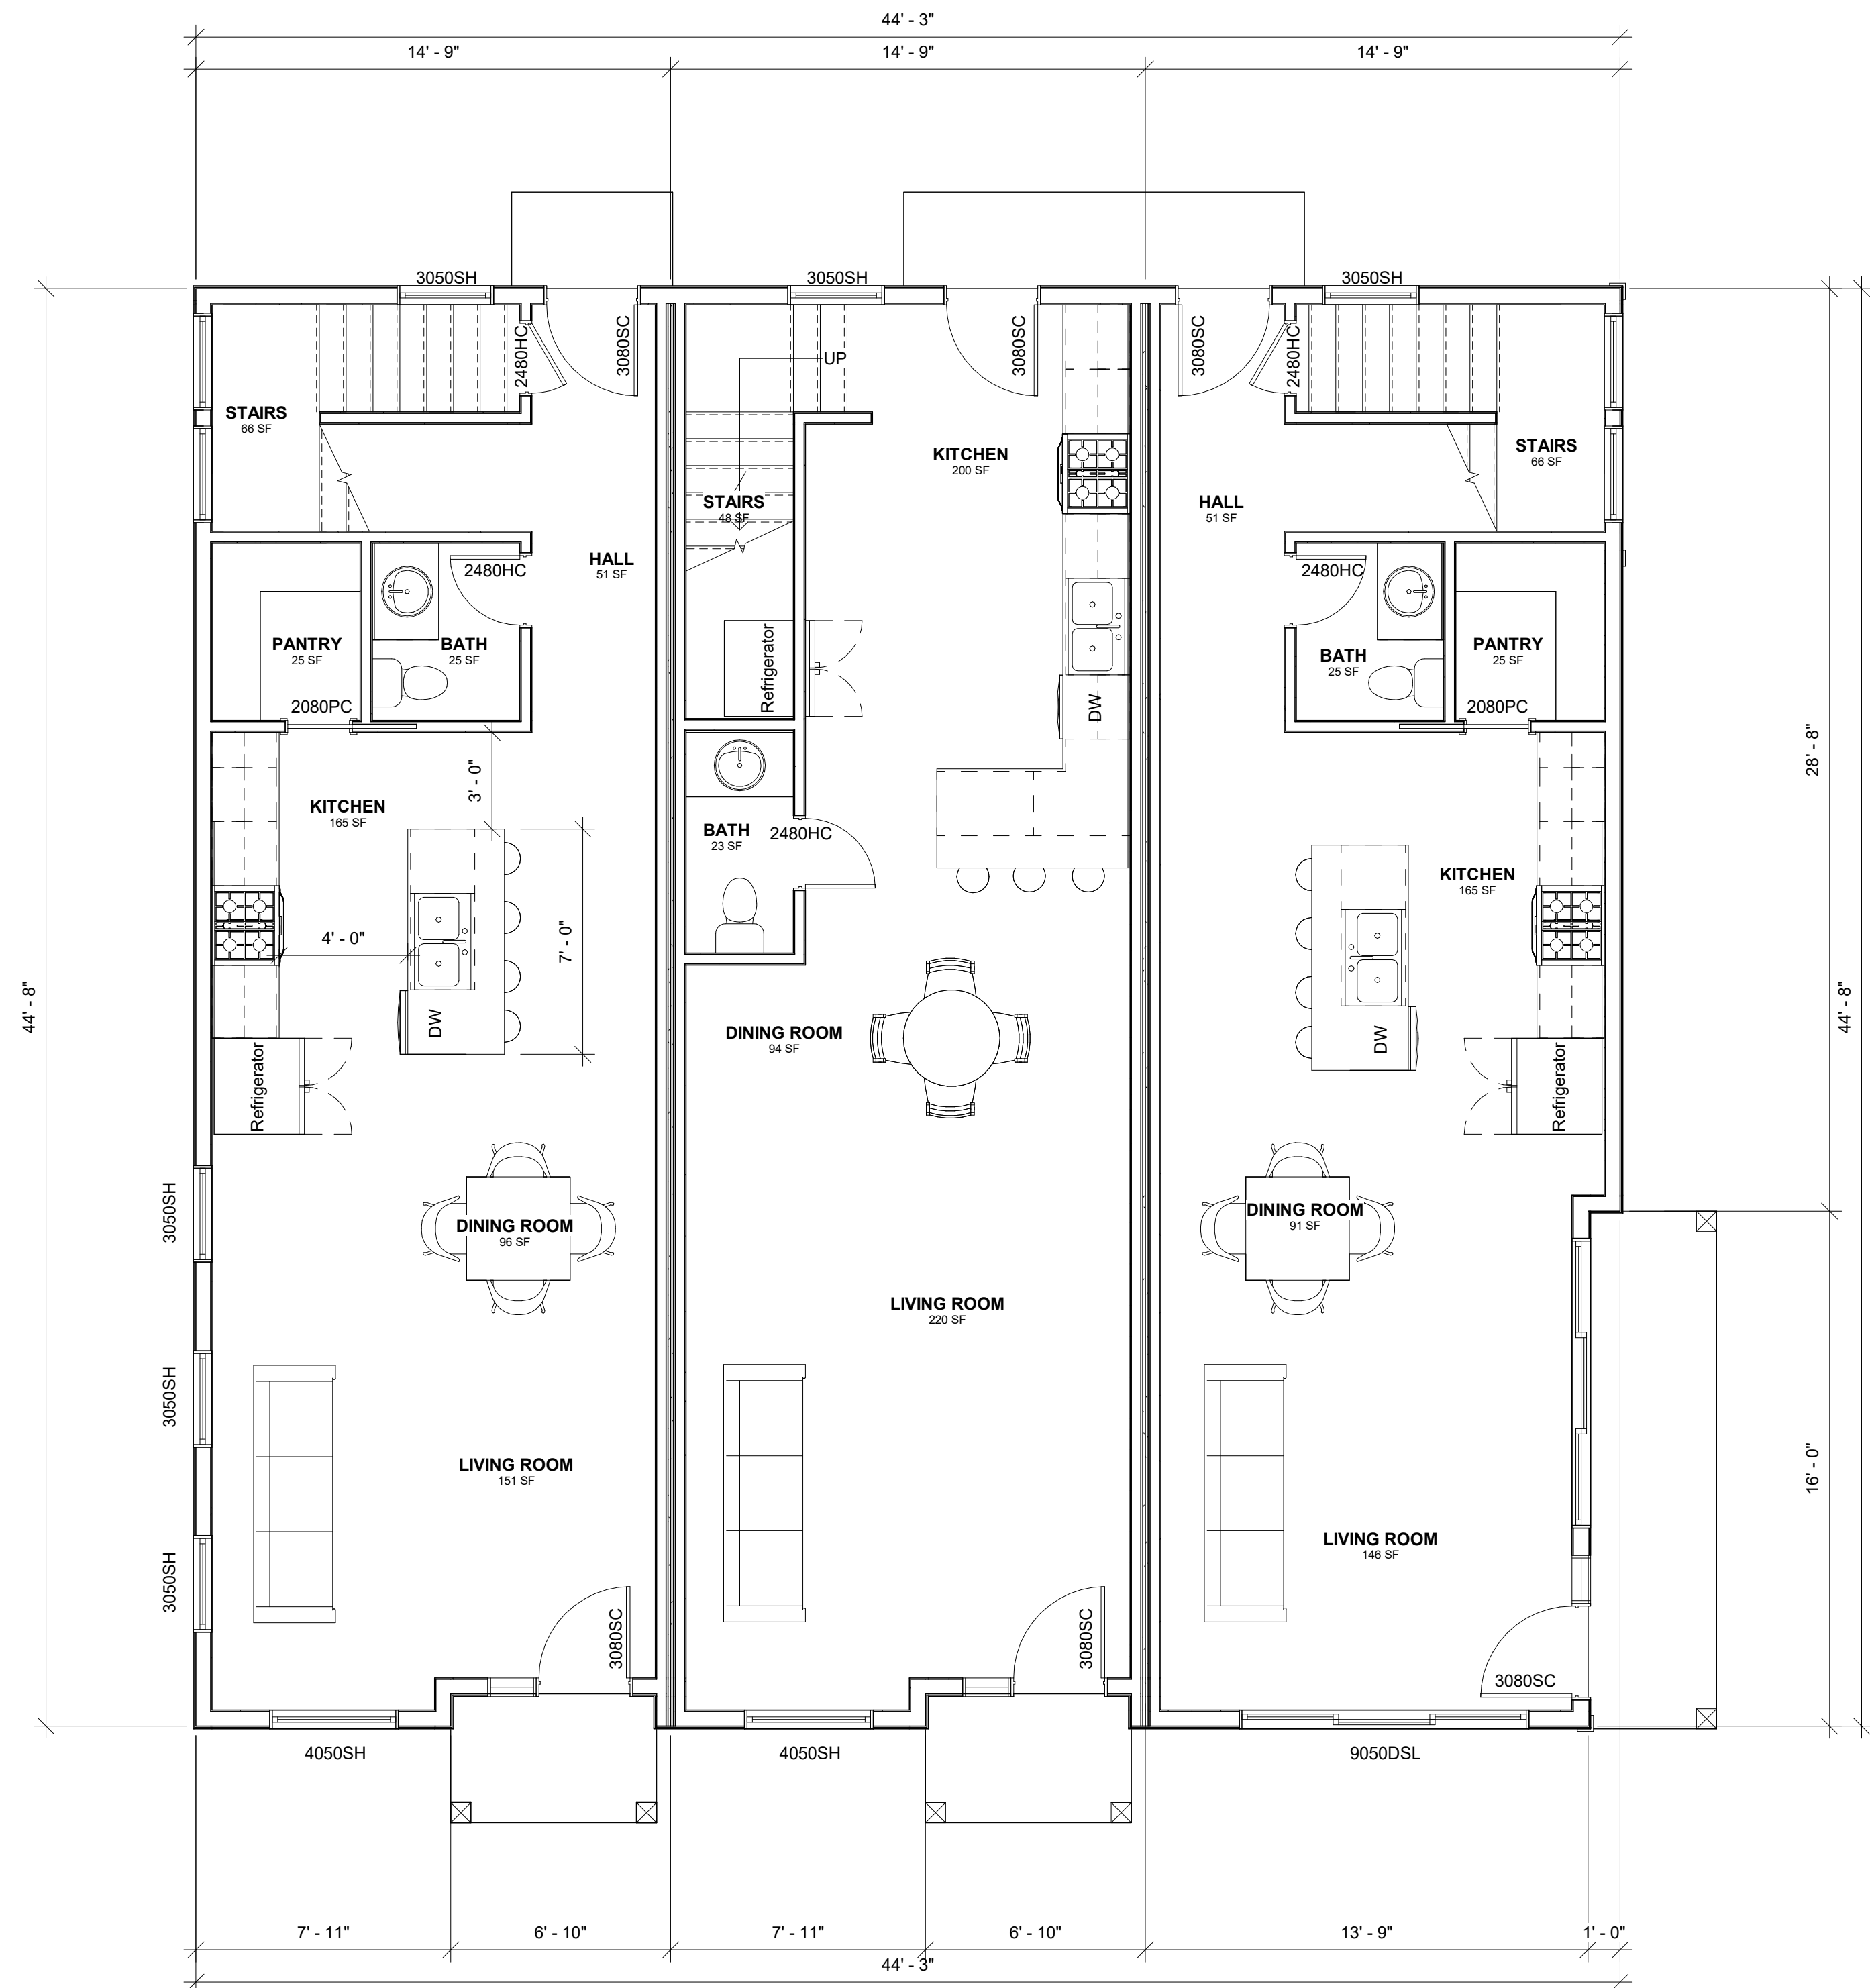 44' - 3"
14' - 9"
14' - 9"
14' - 9"
3050SH
3050SH
3050SH
2480HC
3080SC
3080SC
3080SC
2480HC
UP
STAIRS
66 SF
KITCHEN
200 SF
STAIRS
66 SF
STAIRS
48 SF
HALL
51 SF
HALL
51 SF
2480HC
2480HC
PANTRY
25 SF
BATH
25 SF
Refrigerator
BATH
25 SF
PANTRY
25 SF
2080PC
DW
2080PC
28' - 8"
3' - 0"
KITCHEN
165 SF
BATH
23 SF
2480HC
KITCHEN
165 SF
4' - 0"
7' - 0"
44' - 8"
44' - 8"
DW
DINING ROOM
94 SF
DW
Refrigerator
Refrigerator
3050SH
DINING ROOM
96 SF
DINING ROOM
91 SF
LIVING ROOM
220 SF
3050SH
LIVING ROOM
151 SF
16' - 0"
LIVING ROOM
146 SF
3050SH
3080SC
3080SC
3080SC
4050SH
4050SH
9050DSL
7' - 11"
6' - 10"
7' - 11"
6' - 10"
13' - 9"
1' - 0"
44' - 3"